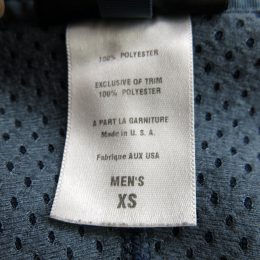 100% POLYESTER
EXCLUSIVE OF TRIM
100% POLYESTER
A PART LA GARNITURE
Made in U. S. A.
Fabrique AUX USA
MEN'S
XS